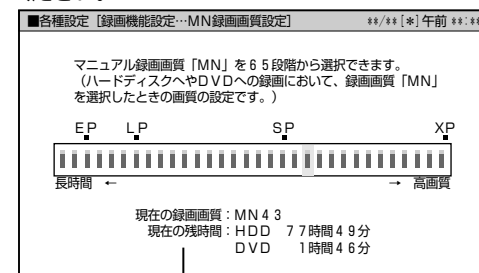 ■各種設定［録画機能設定…MN録画画質設定］ **/**［*］午前 **:**
マニュアル録画画質「MN」を65段階から選択できます。
（ハードディスクへやDVDへの録画において、録画画質「MN」
を選択したときの画質の設定です。）
EP LP SP XP
長時間 ← → 高画質
現在の録画画質：MN43
現在の残時間：HDD 77時間49分
DVD 1時間46分